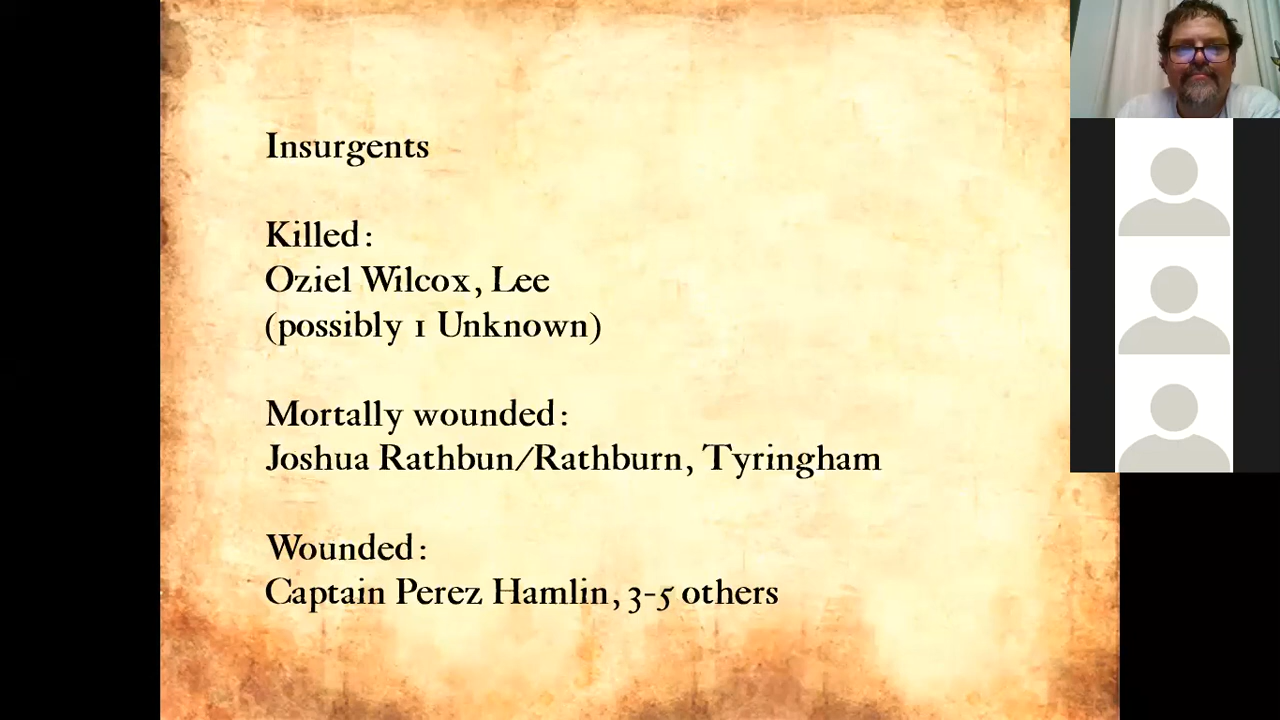 Insurgents
Killed:
Oziel Wilcox, Lee
(possibly 1 Unknown)
Mortally wounded:
Joshua Rathbun/Rathburn, Tyringham
Wounded:
Captain Perez Hamlin, 3-5 others